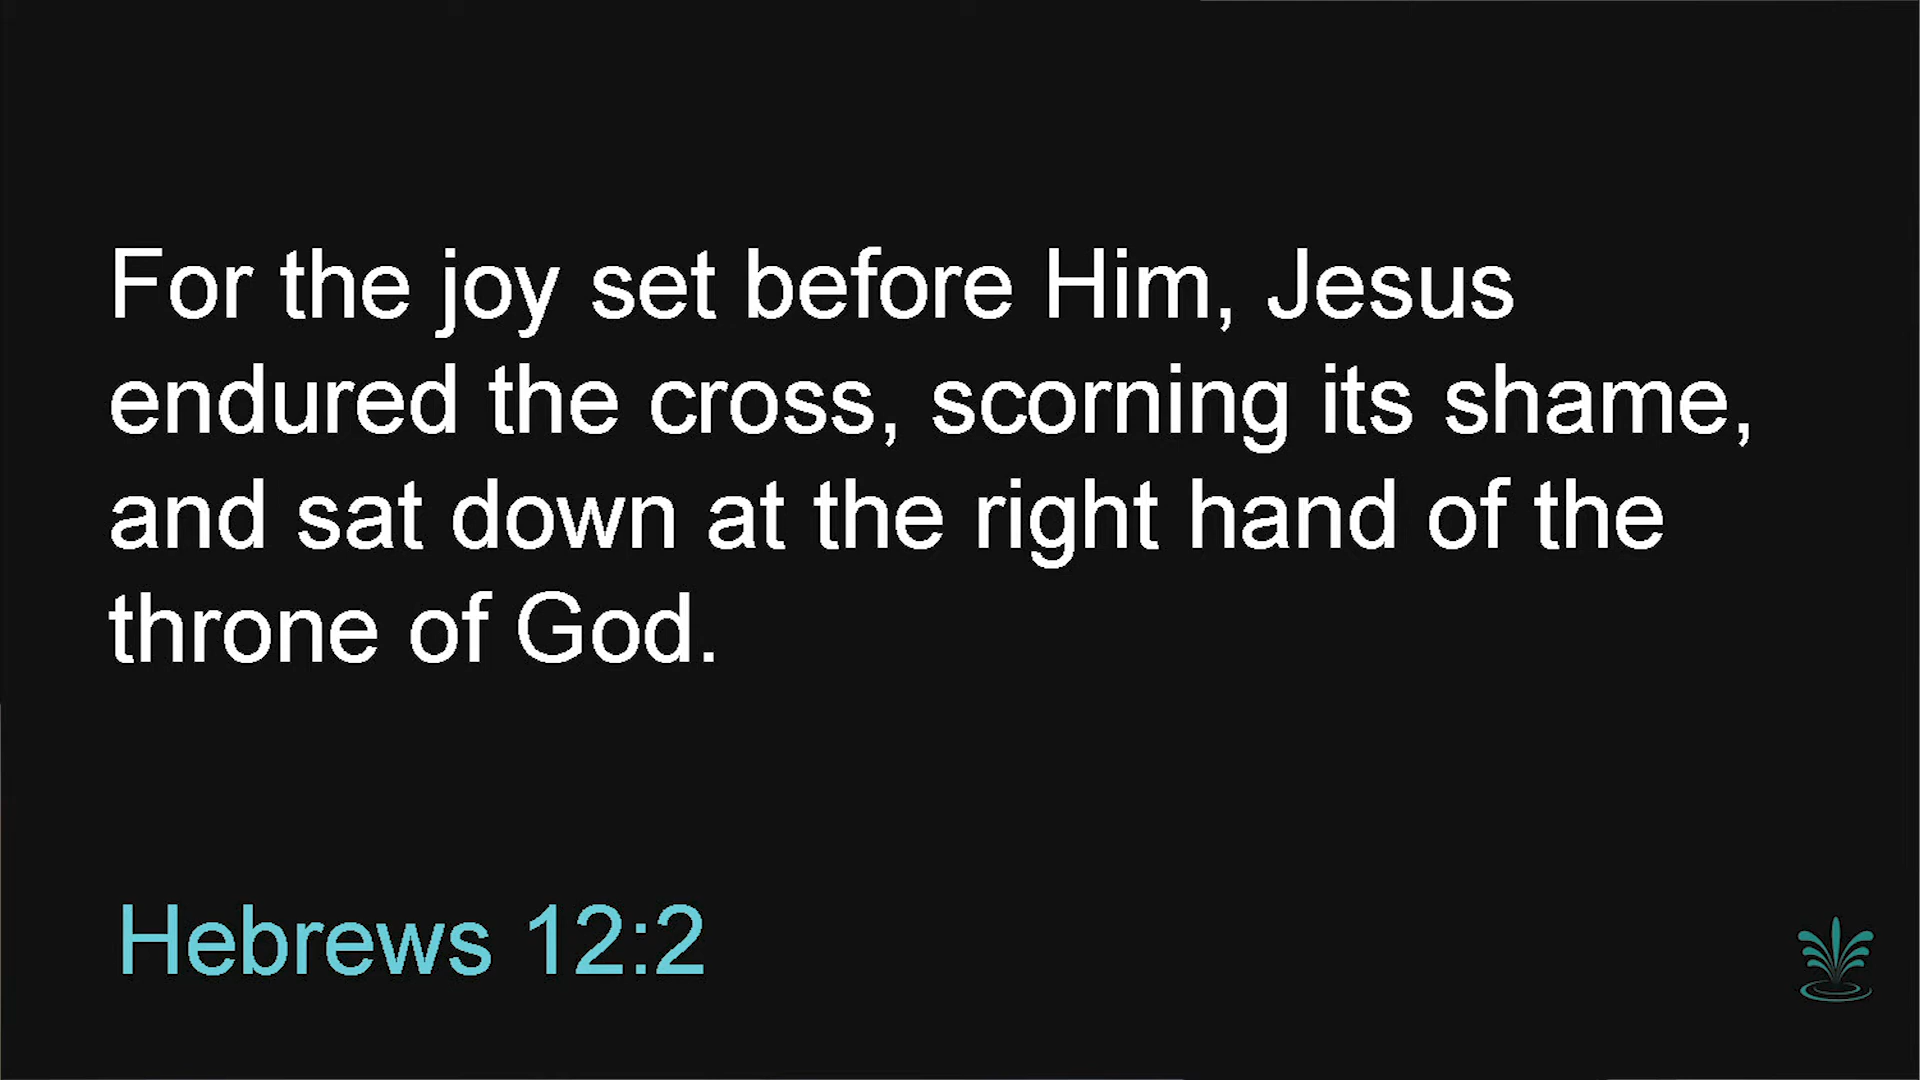 For the joy set before Him, Jesus
endured the cross, scorning its shame,
and sat down at the right hand of the
throne of God.
Hebrews 12:2